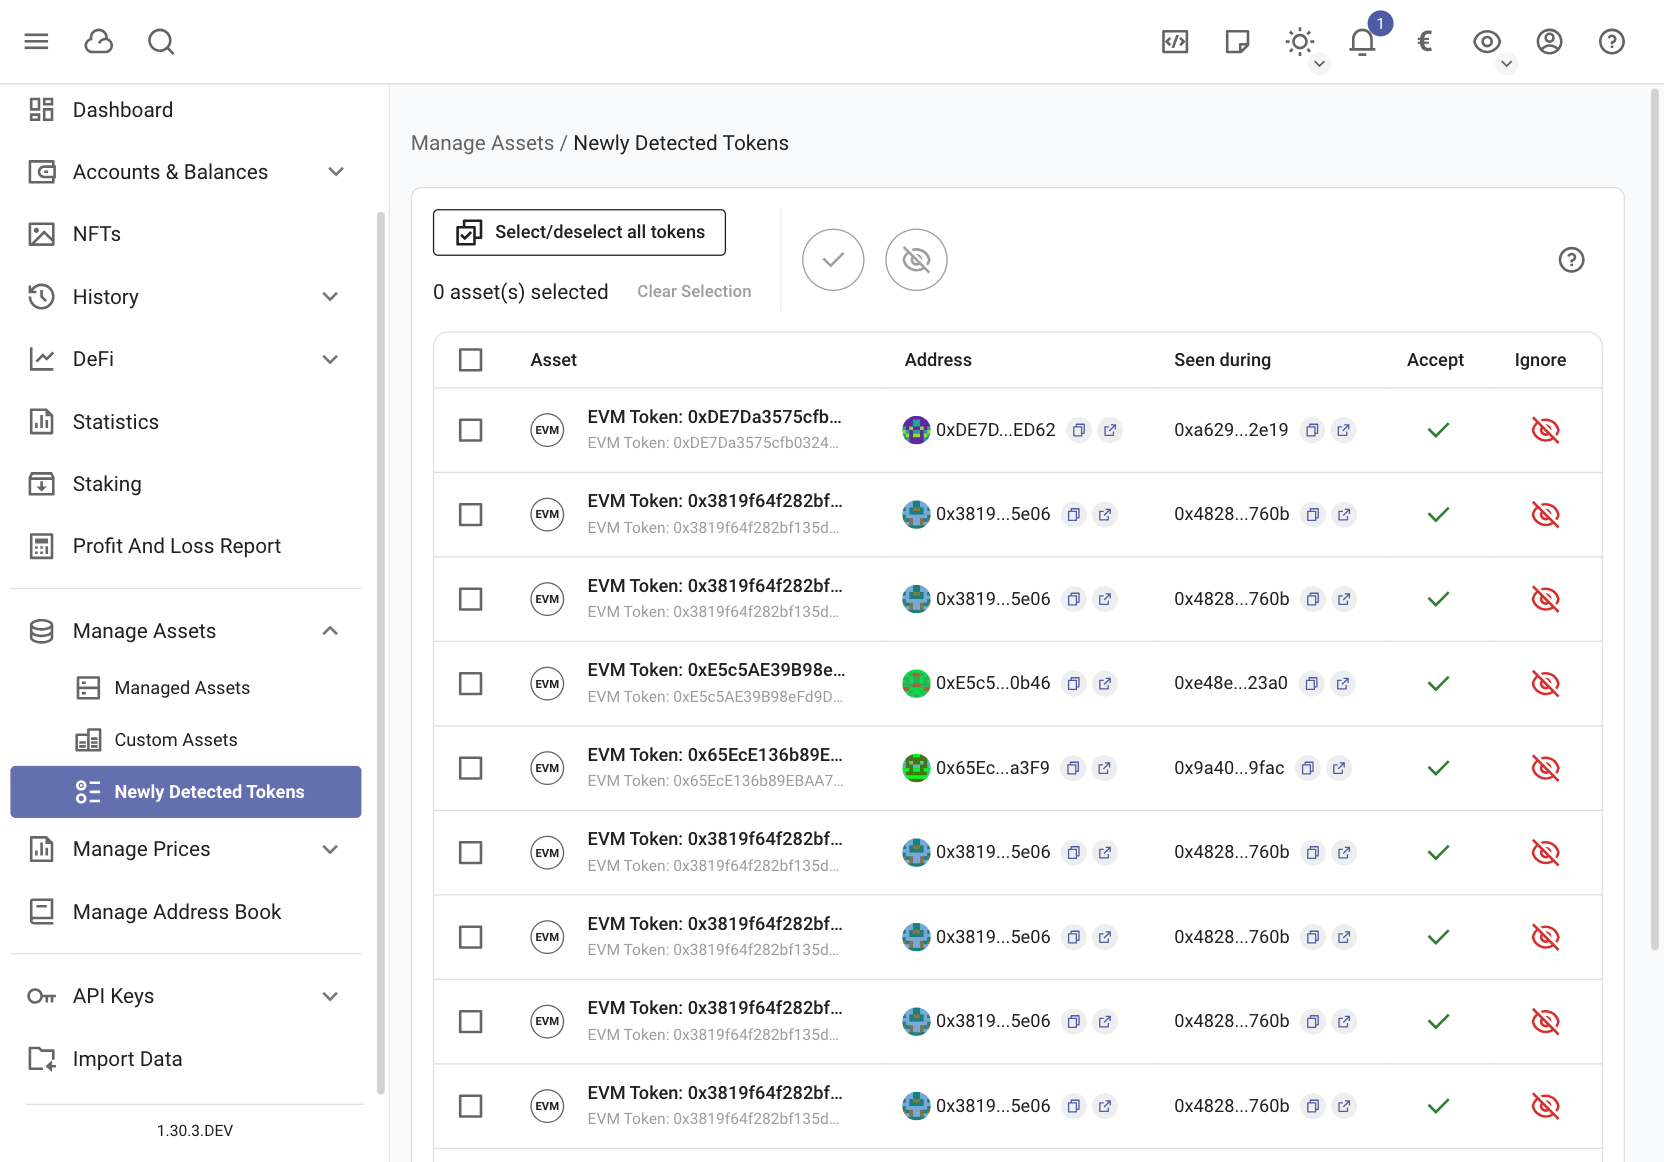 1
€
Dashboard
Accounts & Balances
NFTs
History
DeFi
Statistics
Staking
Profit And Loss Report
Manage Assets
Managed Assets
Custom Assets
Newly Detected Tokens
Manage Prices
Manage Address Book
API Keys
Import Data
1.30.3.DEV
Manage Assets / Newly Detected Tokens
Select/deselect all tokens
0 asset(s) selected Clear Selection
Asset Address Seen during Accept Ignore
EVM EVM Token: 0xDE7Da3575cfb... 0xDE7D...ED62 0xa629...2e19
EVM Token: 0xDE7Da3575cfb0324...
EVM EVM Token: 0x3819f64f282bf... 0x3819...5e06 0x4828...760b
EVM Token: 0x3819f64f282bf135d...
EVM EVM Token: 0x3819f64f282bf... 0x3819...5e06 0x4828...760b
EVM Token: 0x3819f64f282bf135d...
EVM EVM Token: 0xE5c5AE39B98e... 0xE5c5...0b46 0xe48e...23a0
EVM Token: 0xE5c5AE39B98eFd9D...
EVM EVM Token: 0x65EcE136b89E... 0x65Ec...a3F9 0x9a40...9fac
EVM Token: 0x65EcE136b89EBAA7...
EVM EVM Token: 0x3819f64f282bf... 0x3819...5e06 0x4828...760b
EVM Token: 0x3819f64f282bf135d...
EVM EVM Token: 0x3819f64f282bf... 0x3819...5e06 0x4828...760b
EVM Token: 0x3819f64f282bf135d...
EVM EVM Token: 0x3819f64f282bf... 0x3819...5e06 0x4828...760b
EVM Token: 0x3819f64f282bf135d...
EVM EVM Token: 0x3819f64f282bf... 0x3819...5e06 0x4828...760b
EVM Token: 0x3819f64f282bf135d...